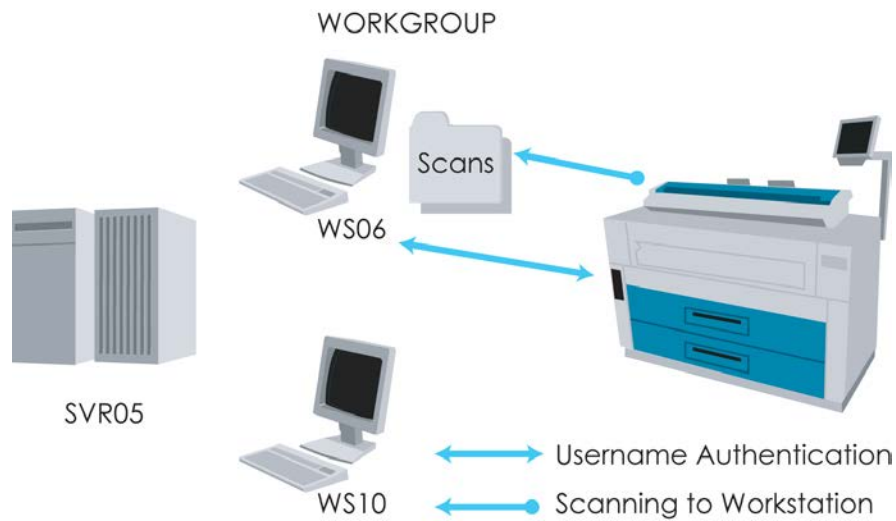 WORKGROUP
Scans
WS06
SVR05
WS10
Username Authentication
Scanning to Workstation